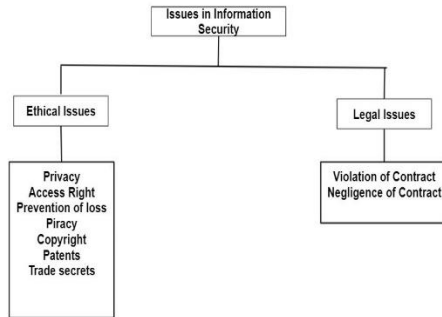 Issues in Information
Security
Ethical Issues
Legal Issues
Privacy
Access Right
Prevention of loss
Piracy
Copyright
Patents
Trade secrets
Violation of Contract
Negligence of Contract